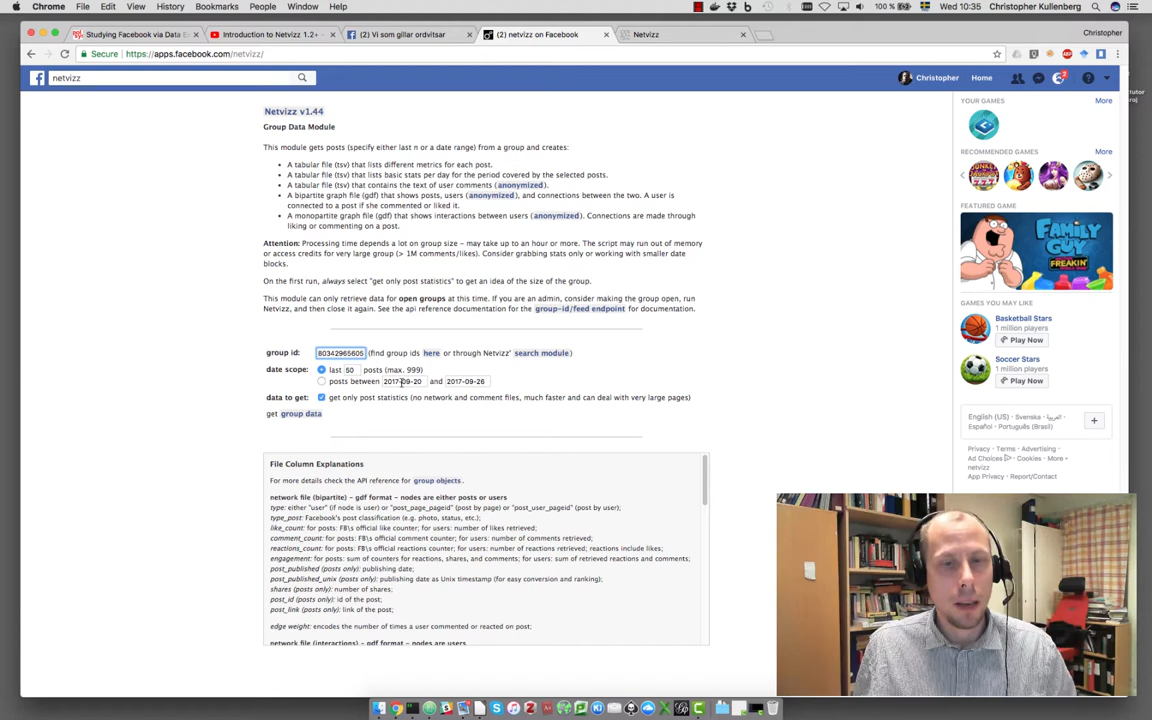 Chrome File Edit View History Bookmarks People Window Help
100 % Wed 10:35 Christopher Kullenberg
Studying Facebook via Data E
Introduction to Netvizz 1.2+ -
(2) Vi som gillar ordvitsar
(2) netvizz on Facebook
Netvizz
Christopher
Secure https://apps.facebook.com/netvizz/
netvizz
Christopher Home
2
Netvizz v1.44
Group Data Module
This module gets posts (specify either last n or a date range) from a group and creates:
• A tabular file (tsv) that lists different metrics for each post.
• A tabular file (tsv) that lists basic stats per day for the period covered by the selected posts.
• A tabular file (tsv) that contains the text of user comments (anonymized).
• A bipartite graph file (gdf) that shows posts, users (anonymized), and connections between the two. A user is
connected to a post if she commented or liked it.
• A monopartite graph file (gdf) that shows interactions between users (anonymized). Connections are made through
liking or commenting on a post.
Attention: Processing time depends a lot on group size - may take up to an hour or more. The script may run out of memory
or access credits for very large group (> 1M comments/likes). Consider grabbing stats only or working with smaller date
blocks.
On the first run, always select "get only post statistics" to get an idea of the size of the group.
This module can only retrieve data for open groups at this time. If you are an admin, consider making the group open, run
Netvizz, and then close it again. See the api reference documentation for the group-id/feed endpoint for documentation.
group id: 80342965605 (find group ids here or through Netvizz' search module)
date scope: last 50 posts (max. 999)
posts between 2017-09-20 and 2017-09-26
data to get: get only post statistics (no network and comment files, much faster and can deal with very large pages)
get group data
File Column Explanations
For more details check the API reference for group objects.
network file (bipartite) - gdf format - nodes are either posts or users
type: either "user" (if node is user) or "post_page_pageid" (post by page) or "post_user_pageid" (post by user);
type_post: Facebook's post classification (e.g. photo, status, etc.);
like_count: for posts: FB\s official like counter; for users: number of likes retrieved;
comment_count: for posts: FB\s official comment counter; for users: number of comments retrieved;
reactions_count: for posts: FB\s official reactions counter; for users: number of reactions retrieved; reactions include likes;
engagement: for posts: sum of counters for reactions, shares, and comments; for users: sum of retrieved reactions and comments;
post_published (posts only): publishing date;
post_published_unix (posts only): publishing date as Unix timestamp (for easy conversion and ranking);
shares (posts only): number of shares;
post_id (posts only): id of the post;
post_link (posts only): link of the post;
edge weight: encodes the number of times a user commented or reacted on post;
network file (interactions) - gdf format - nodes are users
YOUR GAMES More
RECOMMENDED GAMES More
FEATURED GAME
FAMILY
GUY
FREAKIN'
GAMES YOU MAY LIKE
Basketball Stars
1 million players
Play Now
Soccer Stars
1 million players
Play Now
English (US) · Svenska ·
Español · Português (Brasil)
+
Privacy · Terms · Advertising ·
Ad Choices · Cookies · More
netvizz
App Privacy · Report/Contact